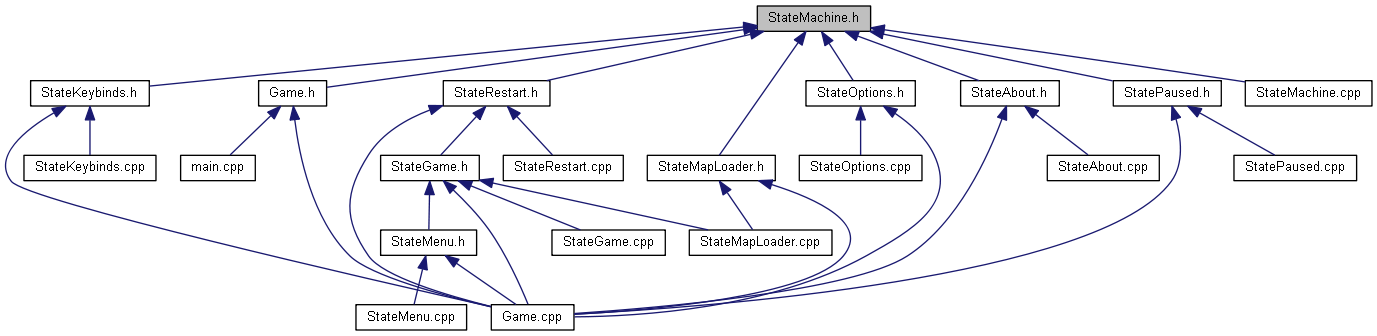 StateMachine.h
StateKeybinds.h
Game.h
StateRestart.h
StateOptions.h
StateAbout.h
StatePaused.h
StateMachine.cpp
StateKeybinds.cpp
main.cpp
StateGame.h
StateRestart.cpp
StateMapLoader.h
StateOptions.cpp
StateAbout.cpp
StatePaused.cpp
StateMenu.h
StateGame.cpp
StateMapLoader.cpp
StateMenu.cpp
Game.cpp